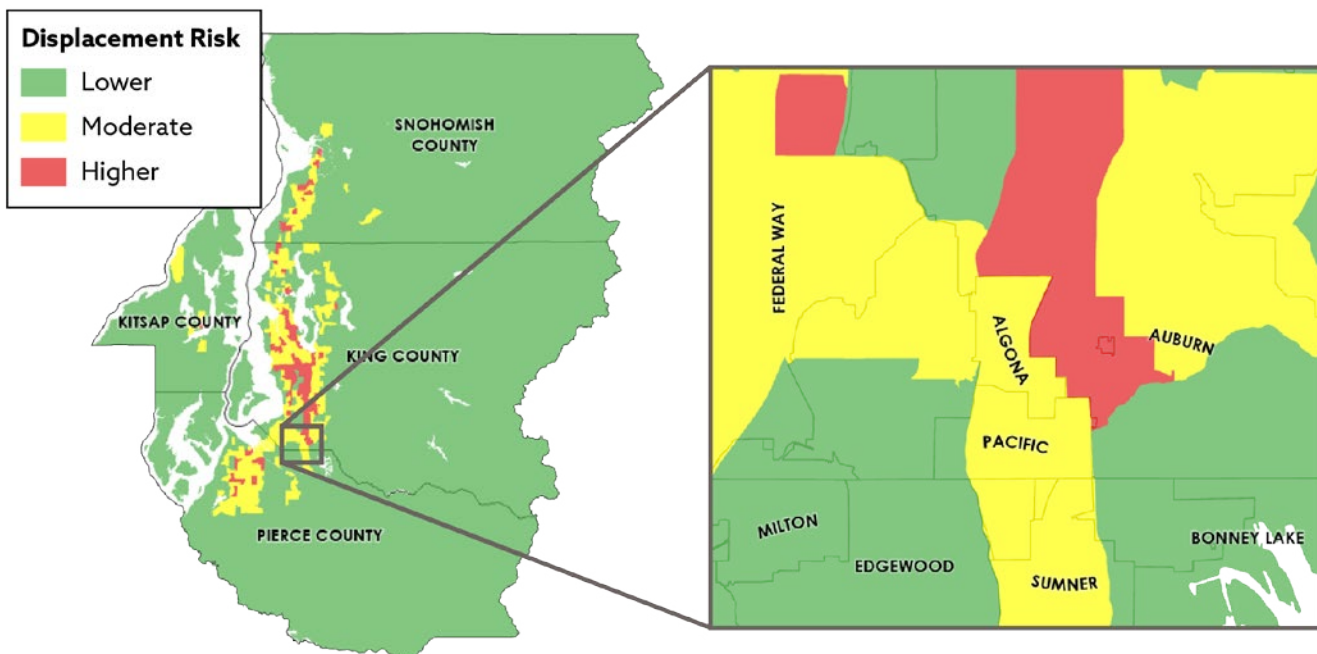 Displacement Risk
Lower
Moderate
Higher
SNOHOMISH
COUNTY
KITSAP COUNTY
KING COUNTY
PIERCE COUNTY
FEDERAL WAY
ALGONA
AUBURN
PACIFIC
MILTON
EDGEWOOD
BONNEY LAKE
SUMNER